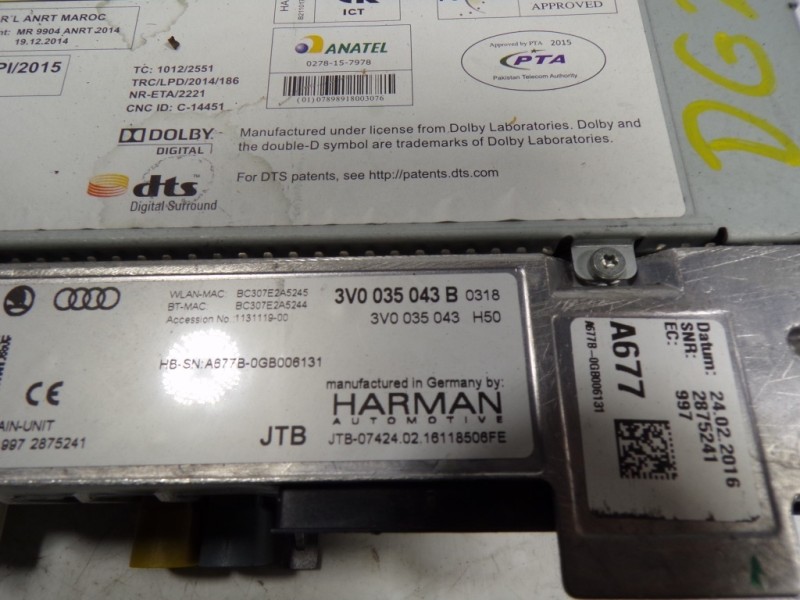 R'L ANRT MAROC
MR 9904 ANRT 2014
19.12.2014
PI/2015
TC: 1012/2551
TRC/LPD/2014/186
NR-ETA/2221
CNC ID: C-14451
ICT
ANATEL
0278-15-7978
(01)07898918003076
APPROVED
Approved by PTA 2015
PTA
Pakistan Telecom Authority
DOLBY
DIGITAL
Manufactured under license from Dolby Laboratories. Dolby and
the double-D symbol are trademarks of Dolby Laboratories.
dts
Digital Surround
For DTS patents, see http://patents.dts.com
WLAN-MAC: BC307E2A5245
BT-MAC: BC307E2A5244
Accession No: 1131119-00
3V0 035 043 B 0318
3V0 035 043 H50
HB-SN:A677B-0GB006131
CE
AIN-UNIT
997 2875241
manufactured in Germany by:
HARMAN
AUTOMOTIVE
JTB
JTB-07424.02.16118506FE
Datum: 24.02.2016
SNR: 2875241
EC: 997
A677
A677B-0GB006131